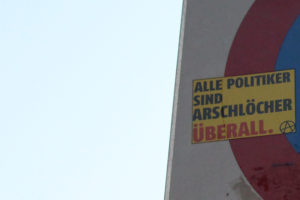 ALLE POLITIKER
SIND
ARSCHLÖCHER
ÜBERALL.